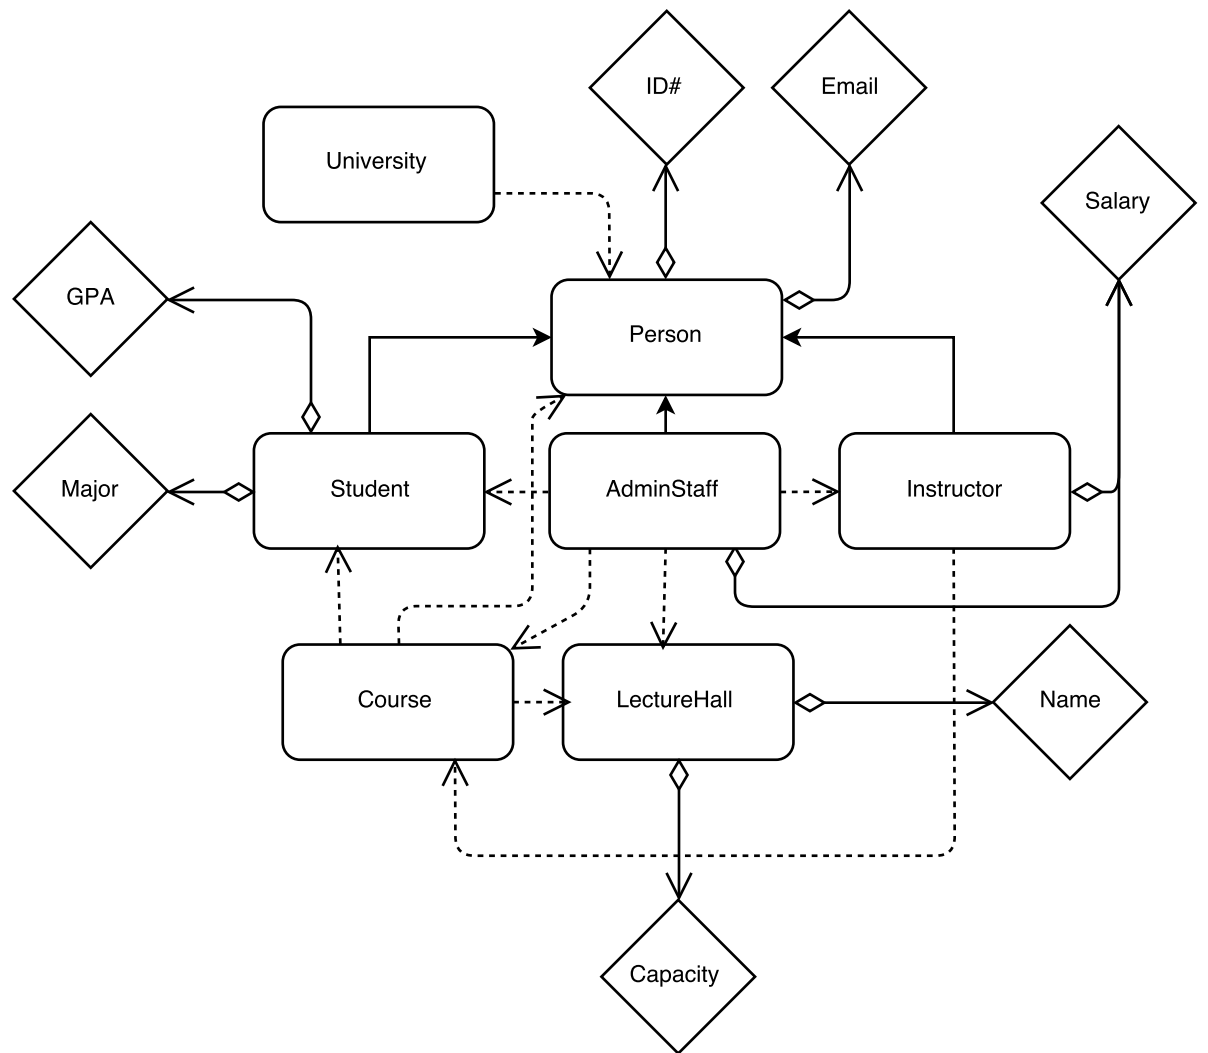 ID#
Email
University
Salary
GPA
Person
Major
Student
AdminStaff
Instructor
Course
LectureHall
Name
Capacity